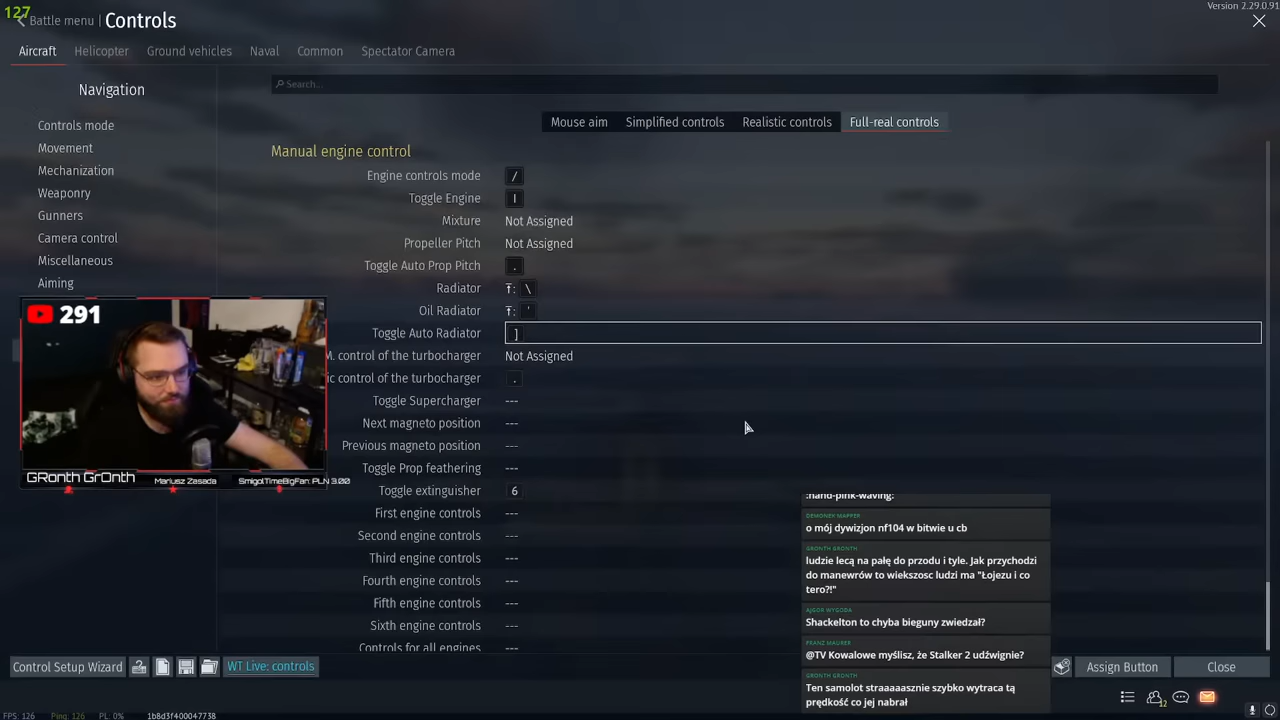 127
Battle menu | Controls
Version 2.29.0.91
Aircraft Helicopter Ground vehicles Naval Common Spectator Camera
Navigation
Controls mode
Movement
Mechanization
Weaponry
Gunners
Camera control
Miscellaneous
Aiming
Search...
Mouse aim Simplified controls Realistic controls Full-real controls
Manual engine control
Engine controls mode /
Toggle Engine I
Mixture Not Assigned
Propeller Pitch Not Assigned
Toggle Auto Prop Pitch .
Radiator : \
Oil Radiator : '
Toggle Auto Radiator ]
M. control of the turbocharger Not Assigned
ic control of the turbocharger .
Toggle Supercharger ---
Next magneto position ---
Previous magneto position ---
Toggle Prop feathering ---
Toggle extinguisher 6
First engine controls ---
Second engine controls ---
Third engine controls ---
Fourth engine controls ---
Fifth engine controls ---
Sixth engine controls ---
Controls for all engines ---
291
GRonth GrOnth Mariusz Zasada SmigolTimeBigFan: PLN 3.00
:hand-pink-waving:
DEMONEK MAPPER
o mój dywizjon nf104 w bitwie u cb
GRONTH GRONTH
ludzie lecą na pałę do przodu i tyle. Jak przychodzi
do manewrów to wiekszosc ludzi ma "Łojezu i co
tero?!"
AJGOR WYGODA
Shackelton to chyba bieguny zwiedzał?
FRANZ MAURER
@TV Kowalowe myślisz, że Stalker 2 udźwignie?
GRONTH GRONTH
Ten samolot straaaaasznie szybko wytraca tą
prędkość co jej nabrał
Control Setup Wizard WT Live: controls Assign Button Close
12
FPS: 126 Ping: 126 PL: 0% 1b8d3f400047738